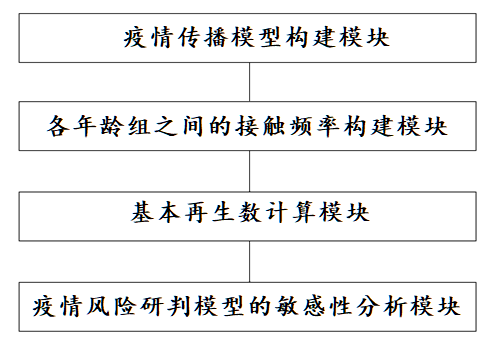 疫情传播模型构建模块
各年龄组之间的接触频率构建模块
基本再生数计算模块
疫情风险研判模型的敏感性分析模块